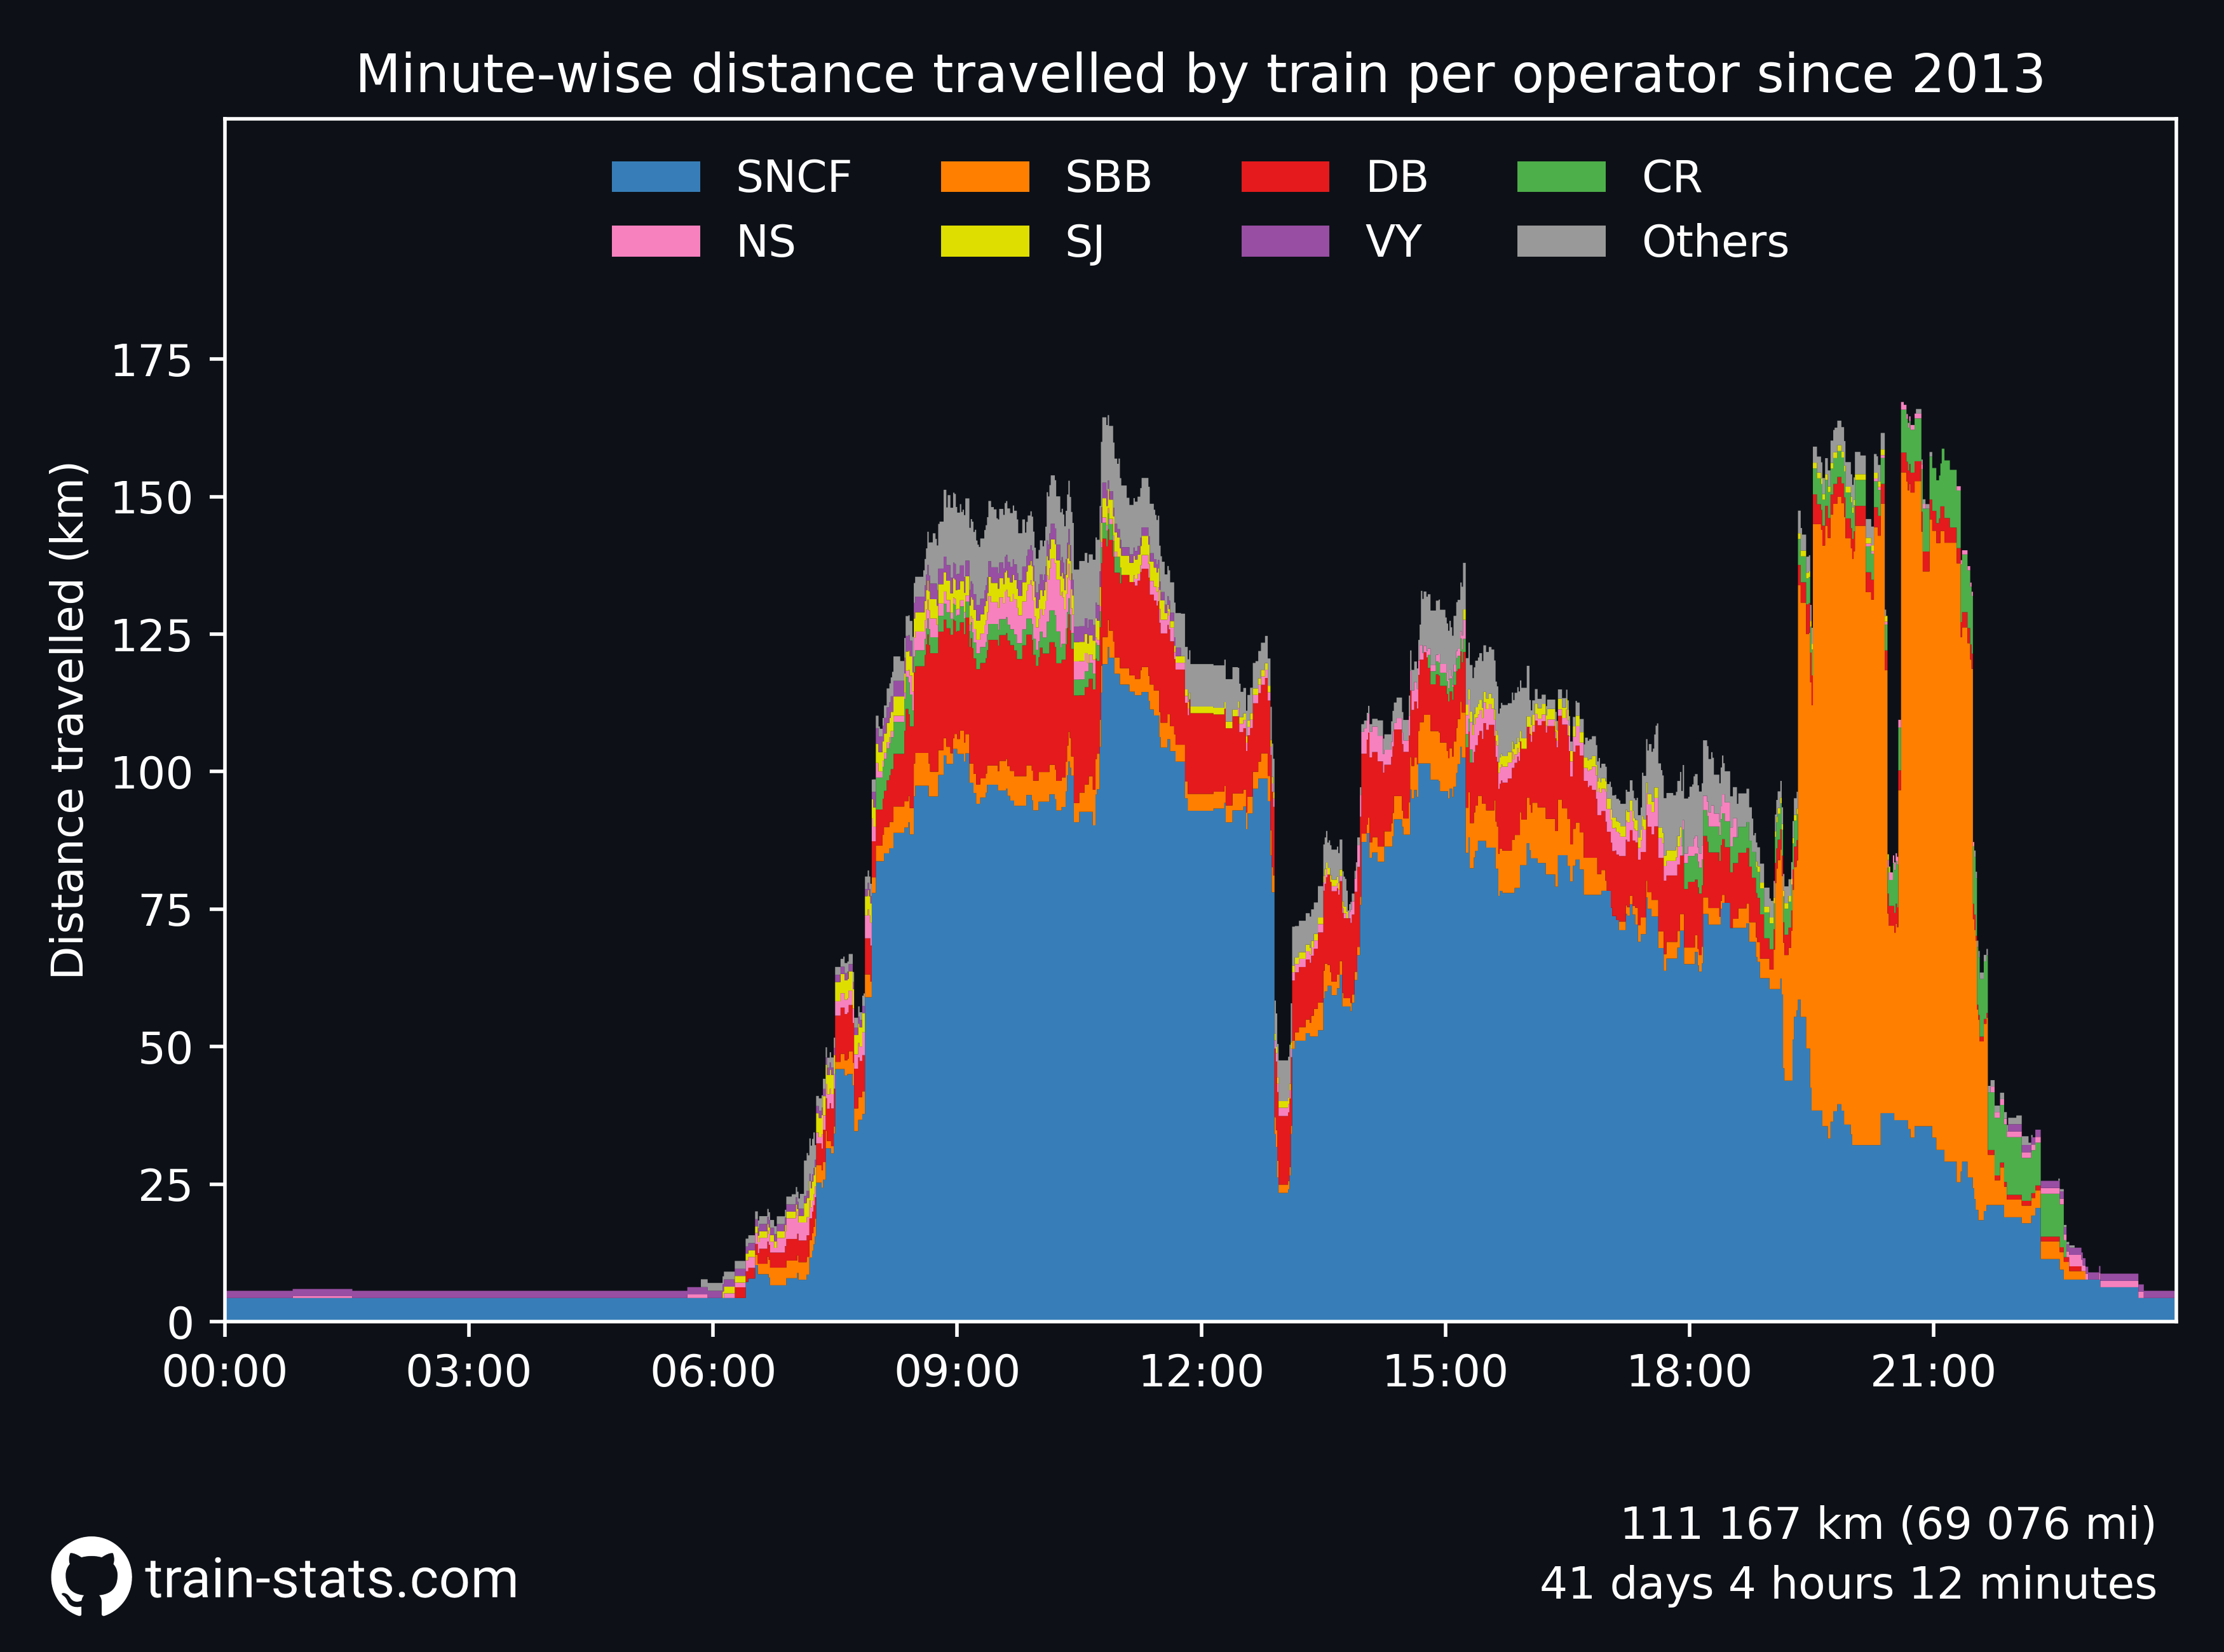 Minute-wise distance travelled by train per operator since 2013
SNCF SBB DB CR
NS SJ VY Others
Distance travelled (km)
175
150
125
100
75
50
25
0
00:00 03:00 06:00 09:00 12:00 15:00 18:00 21:00
111 167 km (69 076 mi)
train-stats.com
41 days 4 hours 12 minutes